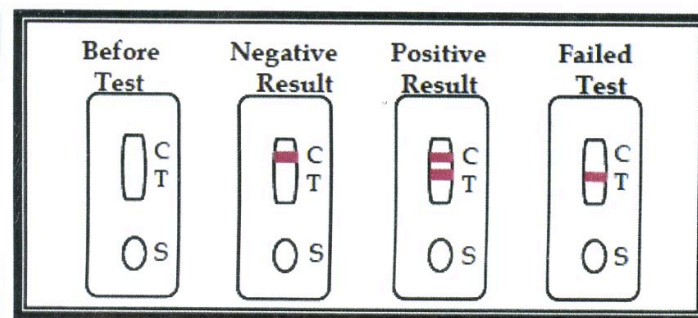 Before Negative Positive Failed
Test Result Result Test
C C C C
T T T T
S S S S